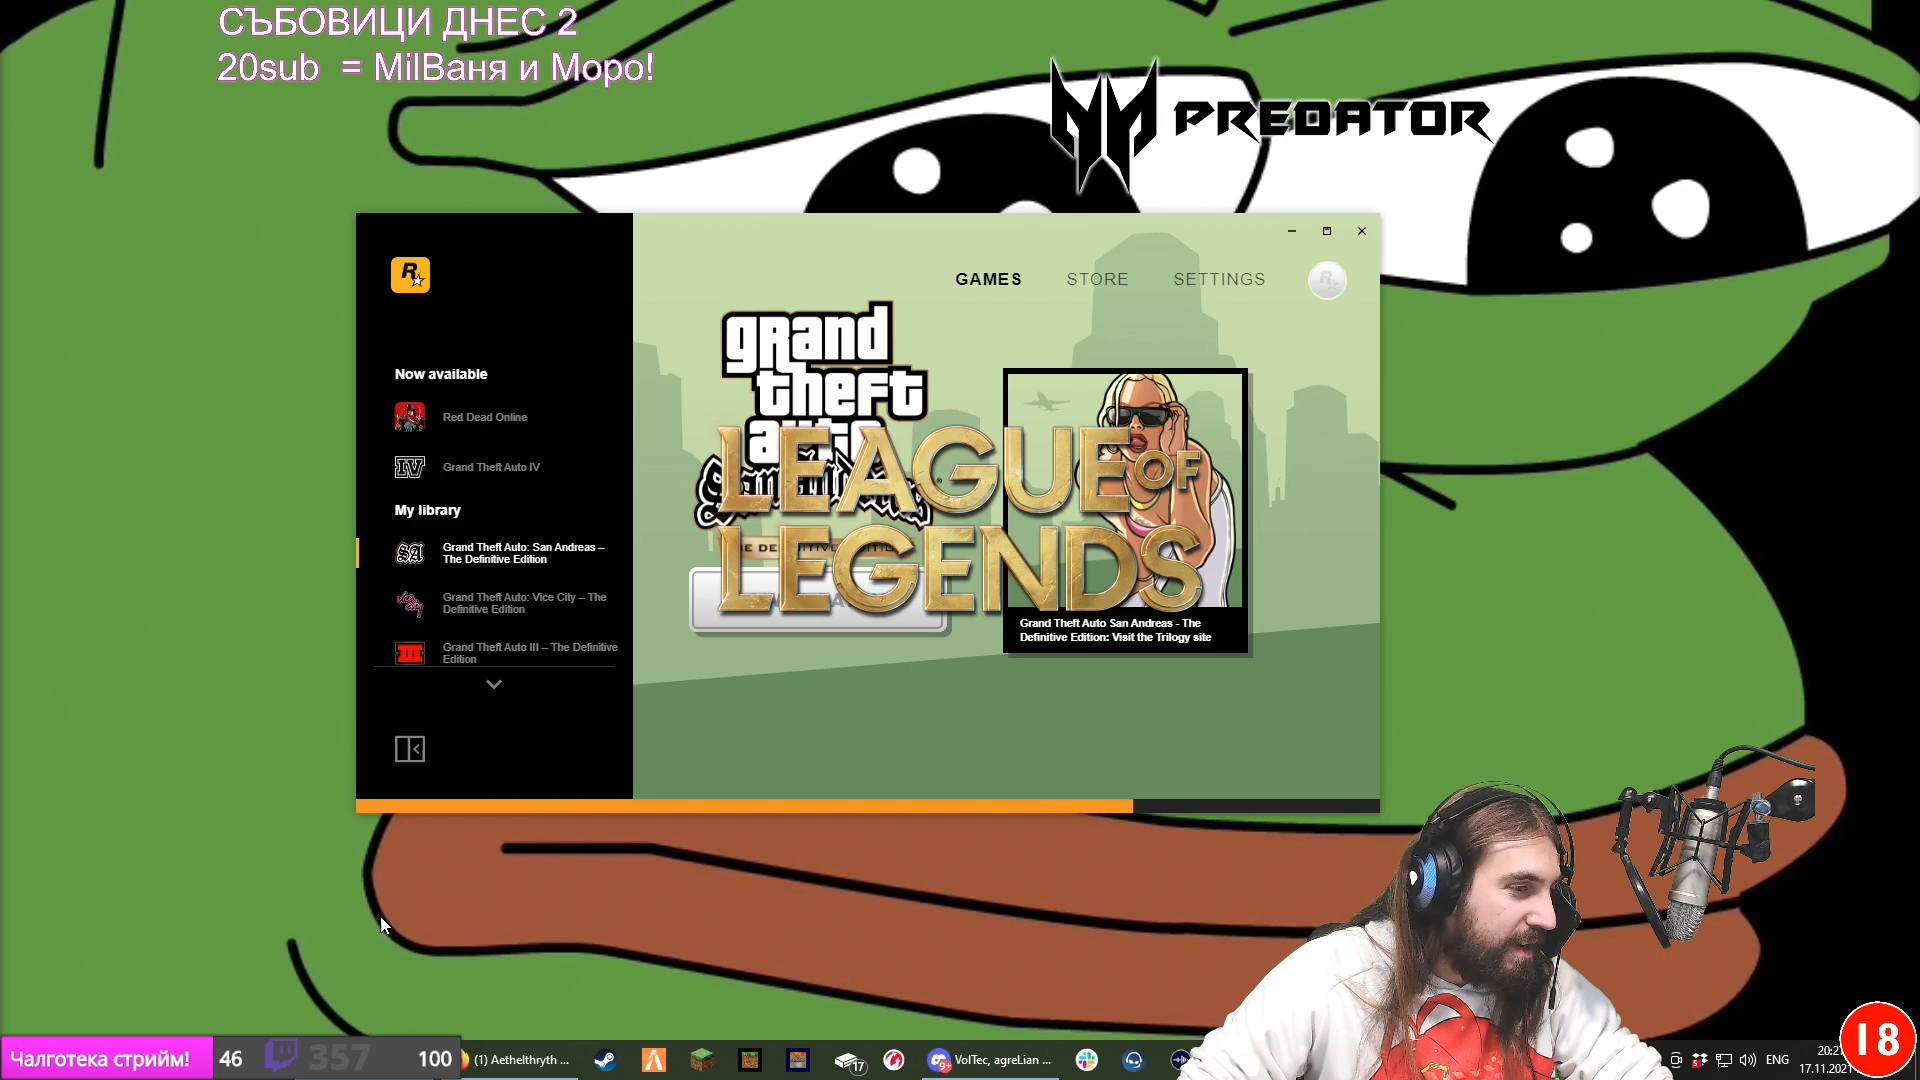 СЪБОВИЦИ ДНЕС 2
20sub = MilВаня и Моро!
PREDATOR
GAMES
STORE
SETTINGS
Now available
Red Dead Online
Grand Theft Auto IV
My library
Grand Theft Auto: San Andreas –
The Definitive Edition
Grand Theft Auto: Vice City – The
Definitive Edition
Grand Theft Auto III – The Definitive
Edition
grand
theft
auto
LEAGUE OF
LEGENDS
Grand Theft Auto San Andreas - The
Definitive Edition: Visit the Trilogy site
Чалготека стрийм!
46
357
100
(1) Aethelthryth ...
17
9+
VolTec, agreLian ...
ENG
18